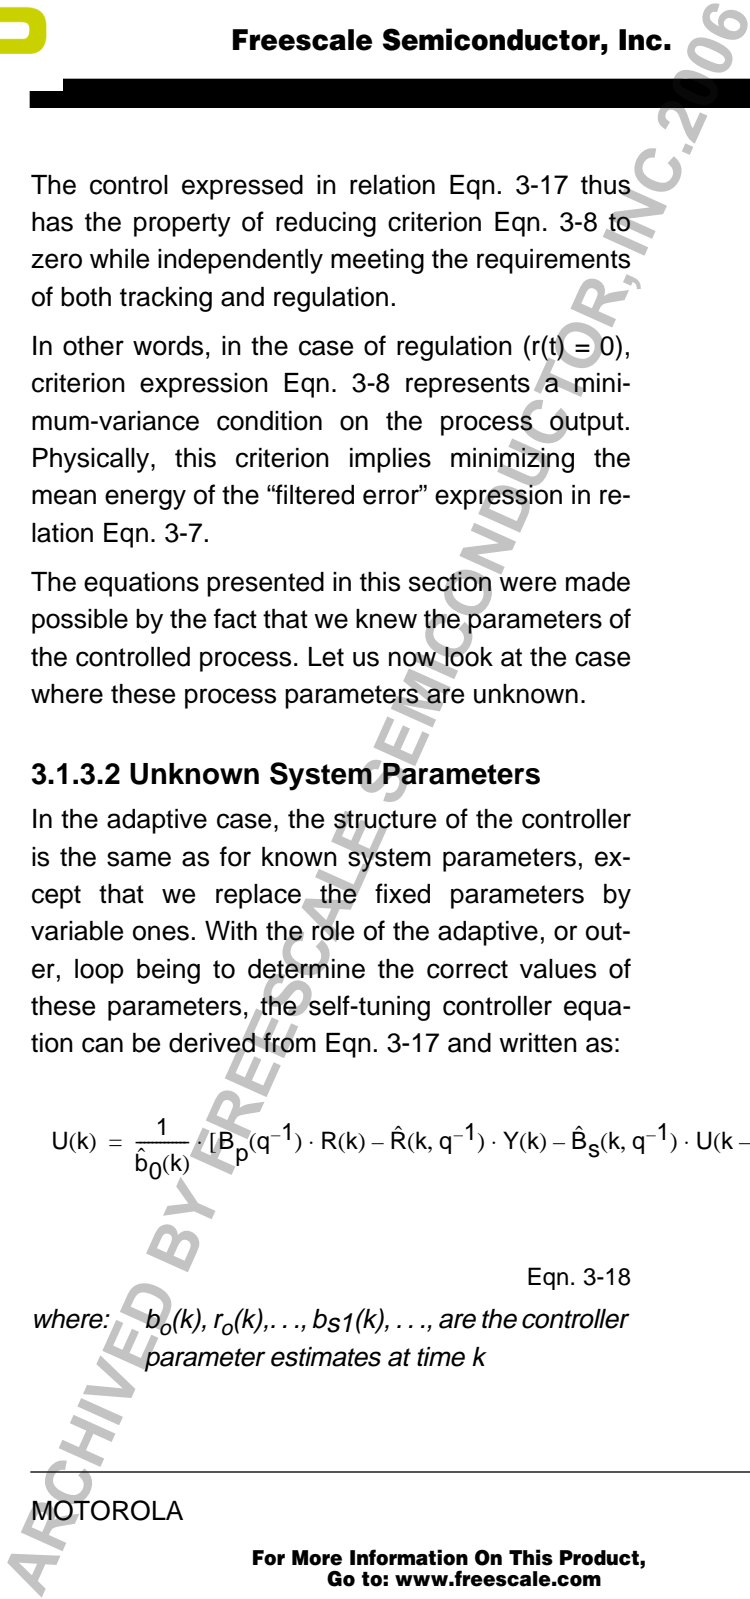 Freescale Semiconductor, Inc.
The control expressed in relation Eqn. 3-17 thus
has the property of reducing criterion Eqn. 3-8 to
zero while independently meeting the requirements
of both tracking and regulation.
In other words, in the case of regulation (r(t) = 0),
criterion expression Eqn. 3-8 represents a mini-
mum-variance condition on the process output.
Physically, this criterion implies minimizing the
mean energy of the “filtered error” expression in re-
lation Eqn. 3-7.
The equations presented in this section were made
possible by the fact that we knew the parameters of
the controlled process. Let us now look at the case
where these process parameters are unknown.
3.1.3.2 Unknown System Parameters
In the adaptive case, the structure of the controller
is the same as for known system parameters, ex-
cept that we replace the fixed parameters by
variable ones. With the role of the adaptive, or out-
er, loop being to determine the correct values of
these parameters, the self-tuning controller equa-
tion can be derived from Eqn. 3-17 and written as:
U(k) = 1/b̂0(k) · [Bp(q–1) · R(k) – R̂(k, q–1) · Y(k) – B̂s(k, q–1) · U(k –
Eqn. 3-18
where: bo(k), ro(k),. . ., bs1(k), . . ., are the controller
parameter estimates at time k
MOTOROLA
For More Information On This Product,
Go to: www.freescale.com
ARCHIVED BY FREESCALE SEMICONDUCTOR, INC.2006